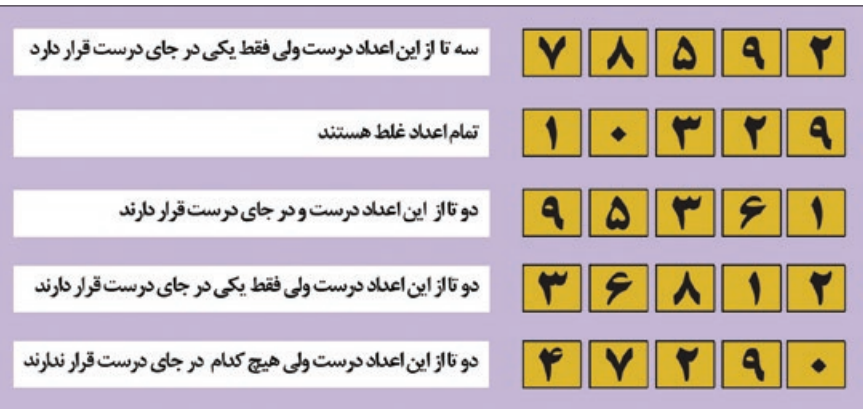 سه تا از این اعداد درست ولی فقط یکی در جای درست قرار دارد
۷ ۸ ۵ ۹ ۲
تمام اعداد غلط هستند
۱ ۰ ۳ ۲ ۹
دو تا از این اعداد درست و در جای درست قرار دارند
۹ ۵ ۳ ۶ ۱
دو تا از این اعداد درست ولی فقط یکی در جای درست قرار دارند
۳ ۶ ۸ ۱ ۲
دو تا از این اعداد درست ولی هیچ کدام در جای درست قرار ندارند
۴ ۷ ۲ ۹ ۰